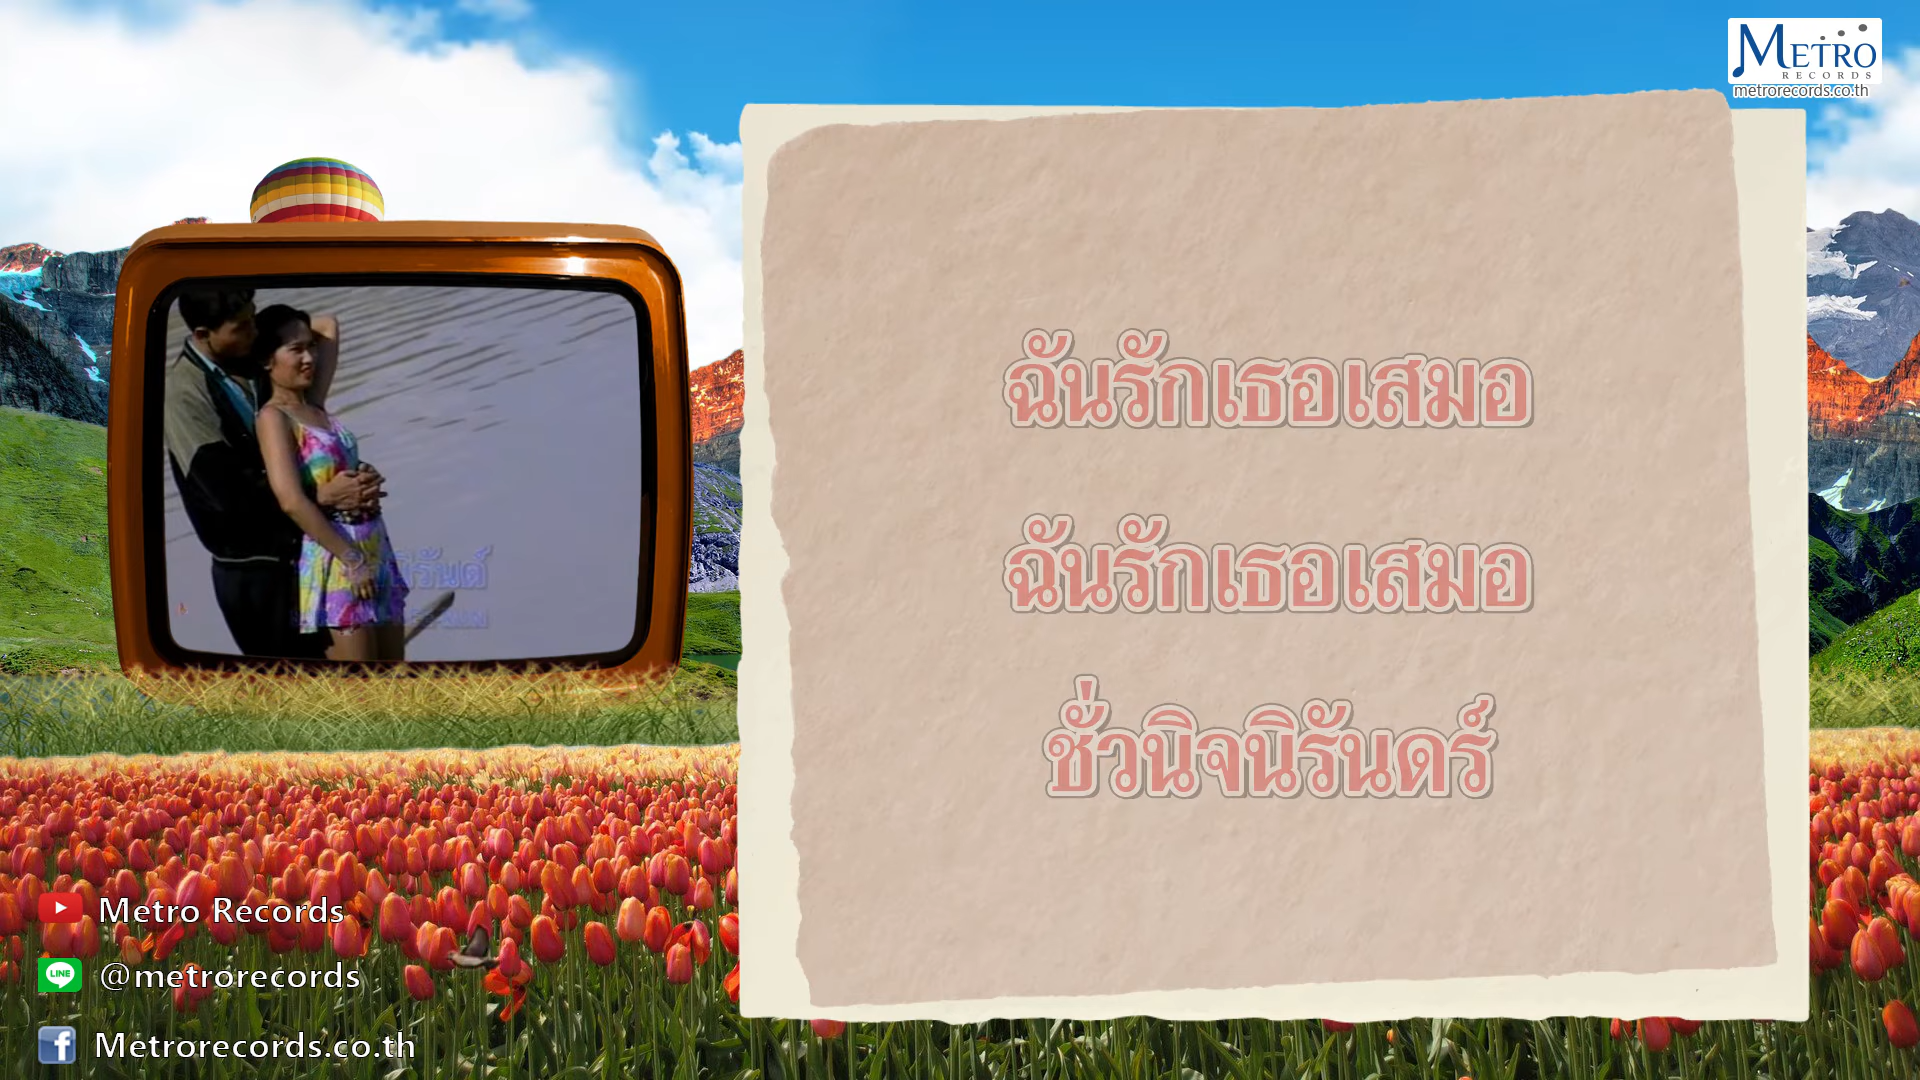 METRO
RECORDS
metrorecords.co.th
ฉันรักเธอเสมอ
ฉันรักเธอเสมอ
ชั่วนิจนิรันดร์
Metro Records
LINE
@metrorecords
f
Metrorecords.co.th